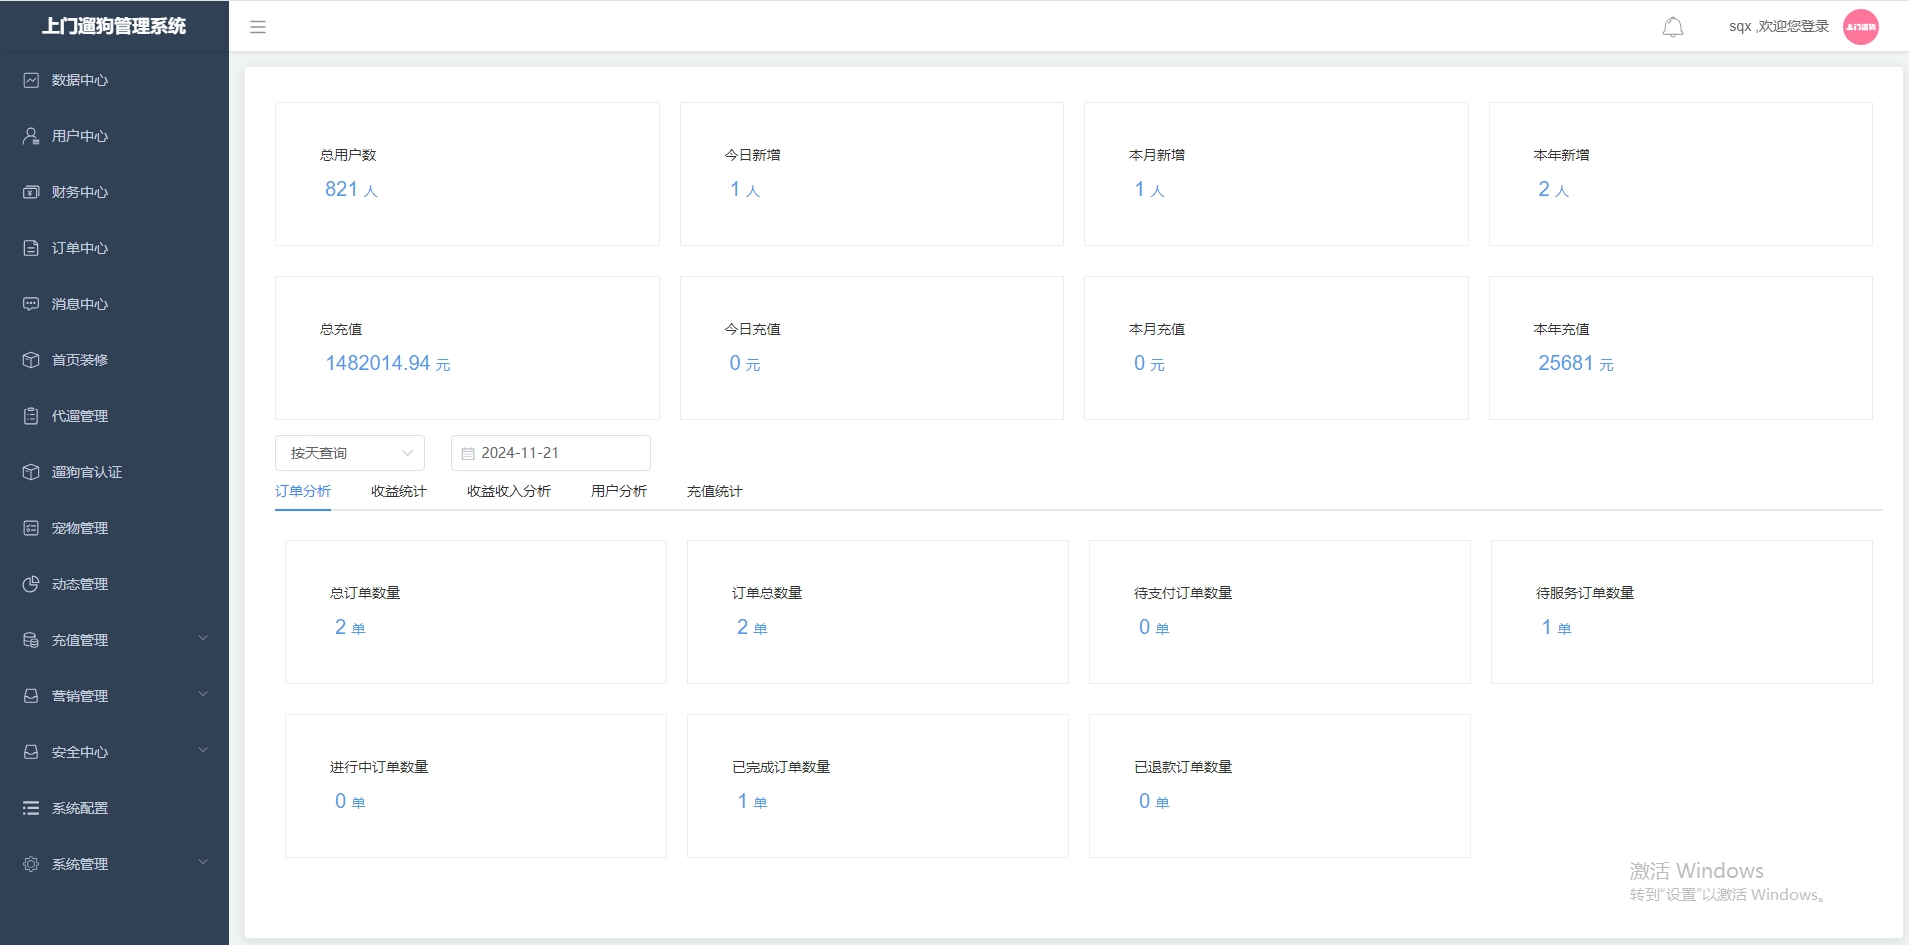 上门遛狗管理系统
sqx ,欢迎您登录
上门遛狗
数据中心
用户中心
财务中心
订单中心
消息中心
首页装修
代遛管理
遛狗官认证
宠物管理
动态管理
充值管理
营销管理
安全中心
系统配置
系统管理
总用户数
821 人
今日新增
1 人
本月新增
1 人
本年新增
2 人
总充值
1482014.94 元
今日充值
0 元
本月充值
0 元
本年充值
25681 元
按天查询
2024-11-21
订单分析
收益统计
收益收入分析
用户分析
充值统计
总订单数量
2 单
订单总数量
2 单
待支付订单数量
0 单
待服务订单数量
1 单
进行中订单数量
0 单
已完成订单数量
1 单
已退款订单数量
0 单
激活 Windows
转到"设置"以激活 Windows。